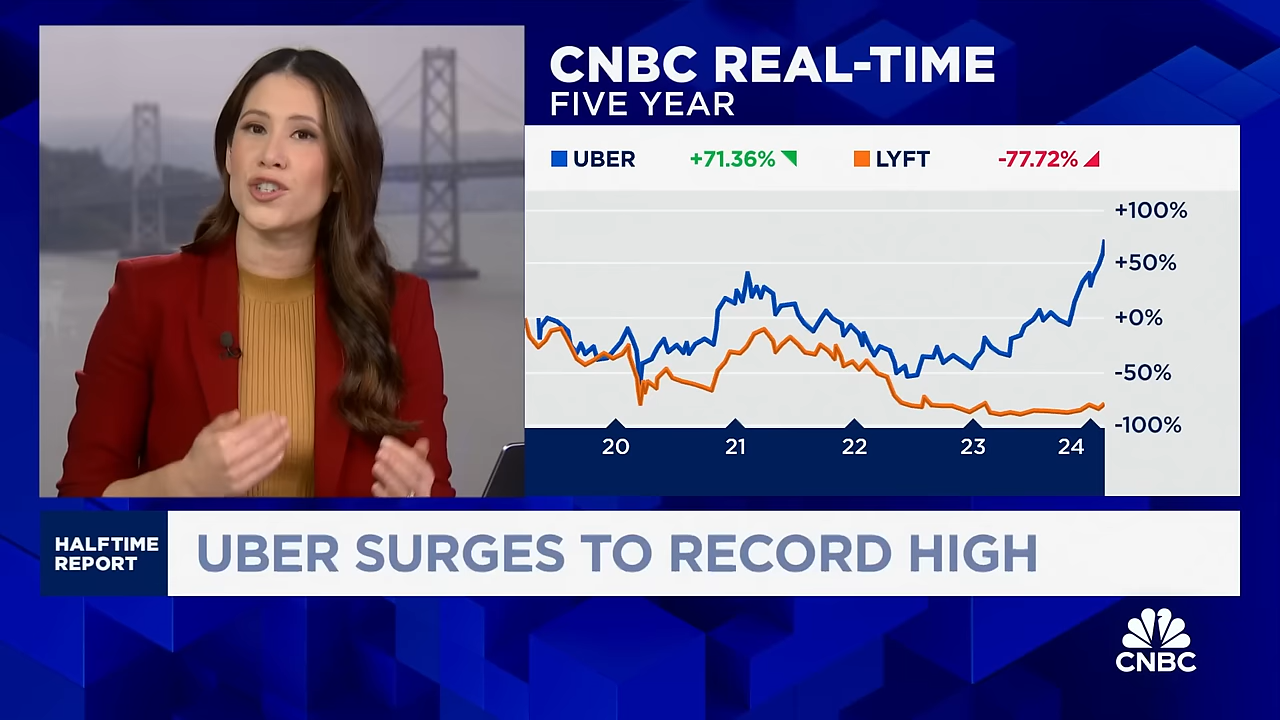 CNBC REAL-TIME
FIVE YEAR
UBER +71.36% LYFT -77.72%
+100%
+50%
+0%
-50%
-100%
20 21 22 23 24
HALFTIME
REPORT
UBER SURGES TO RECORD HIGH
CNBC